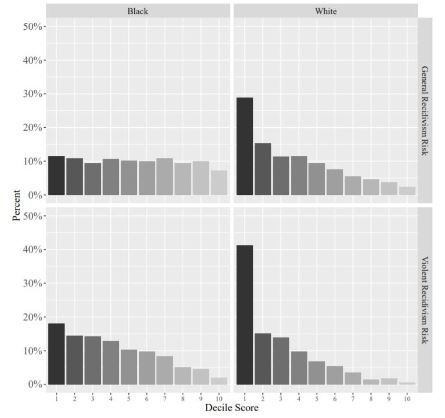 Black
White
50%
40%
30%
20%
10%
0%
General Recidivism Risk
Percent
50%
40%
30%
20%
10%
0%
Violent Recidivism Risk
1 2 3 4 5 6 7 8 9 10
1 2 3 4 5 6 7 8 9 10
Decile Score